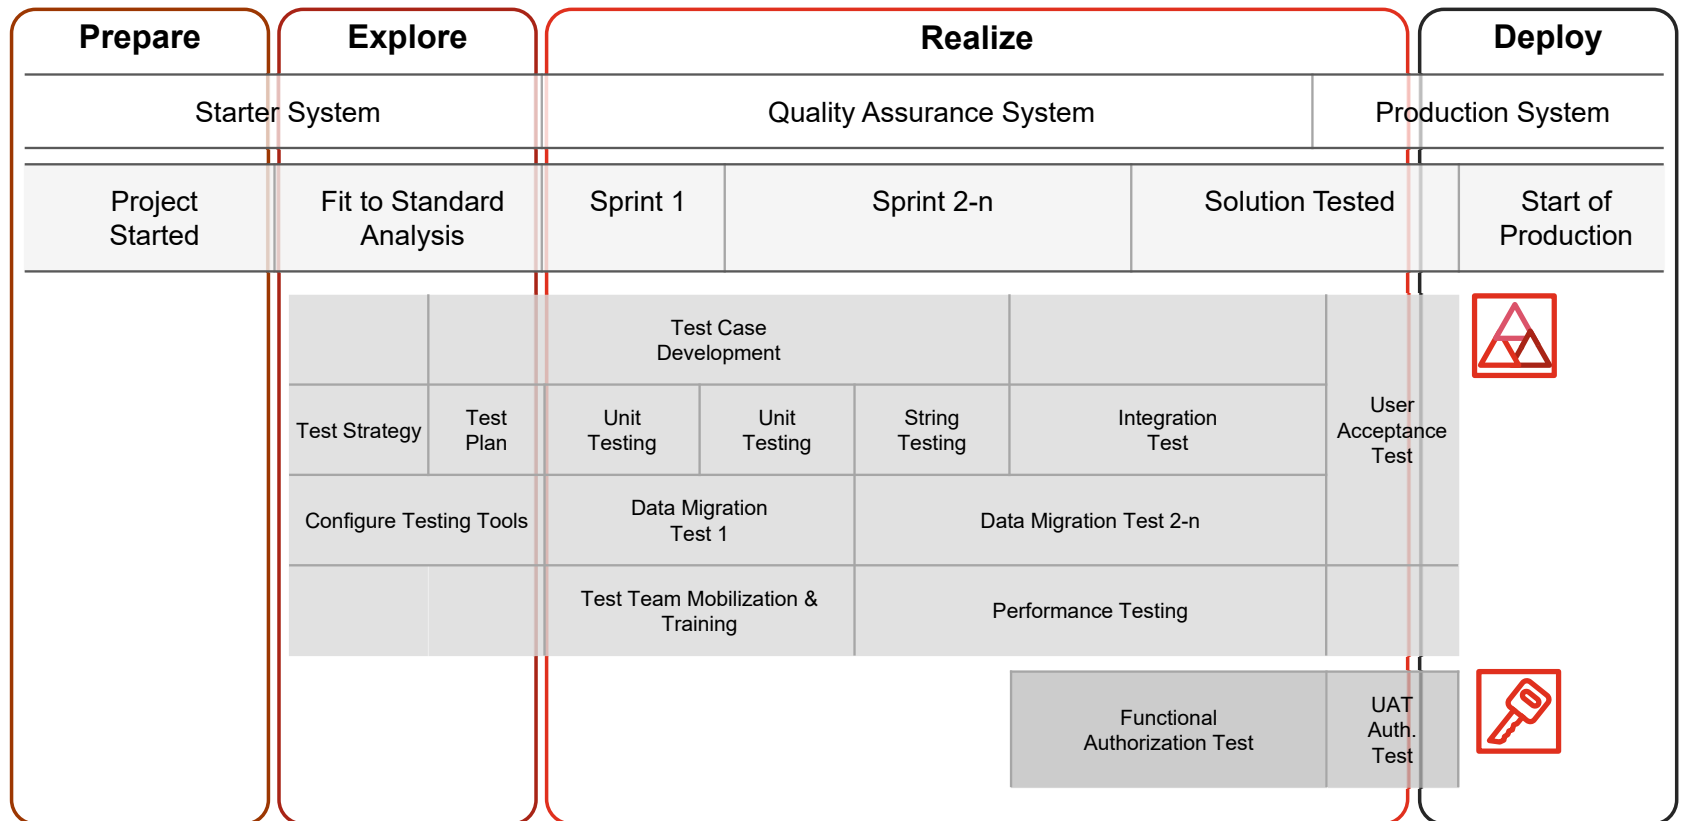 Prepare
Explore
Realize
Deploy
Starter System
Quality Assurance System
Production System
Project
Started
Fit to Standard
Analysis
Sprint 1
Sprint 2-n
Solution Tested
Start of
Production
Test Case
Development
Test Strategy
Test
Plan
Unit
Testing
Unit
Testing
String
Testing
Integration
Test
User
Acceptance
Test
Configure Testing Tools
Data Migration
Test 1
Data Migration Test 2-n
Test Team Mobilization &
Training
Performance Testing
Functional
Authorization Test
UAT
Auth.
Test